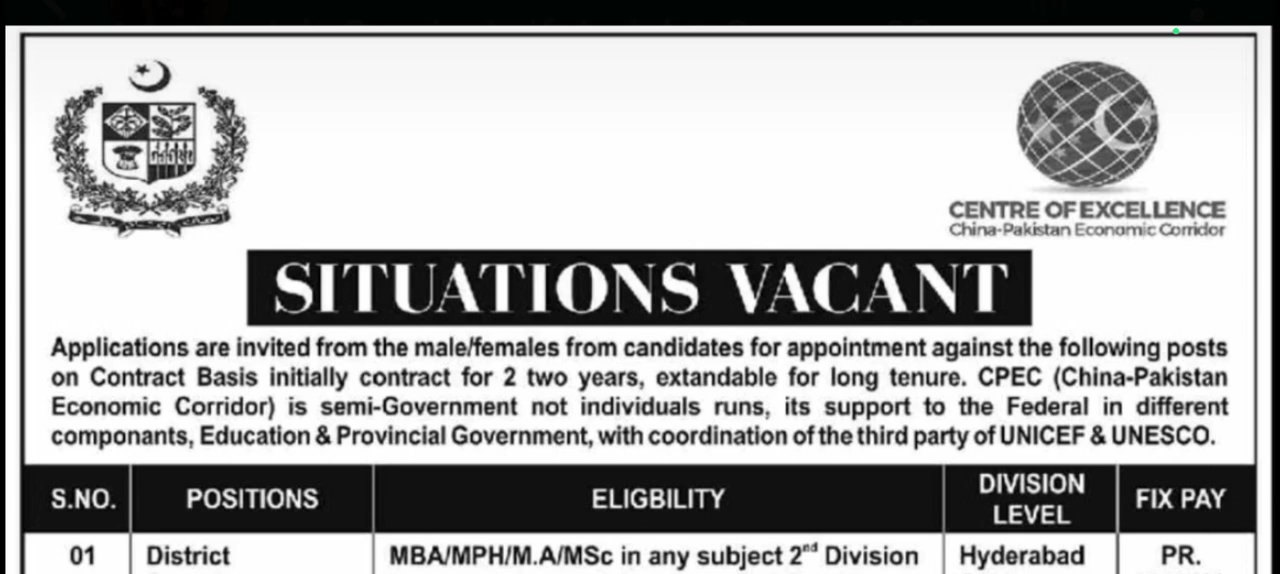 CENTRE OF EXCELLENCE
China-Pakistan Economic Corridor
SITUATIONS VACANT
Applications are invited from the male/females from candidates for appointment against the following posts
on Contract Basis initially contract for 2 two years, extandable for long tenure. CPEC (China-Pakistan
Economic Corridor) is semi-Government not individuals runs, its support to the Federal in different
componants, Education & Provincial Government, with coordination of the third party of UNICEF & UNESCO.
S.NO. POSITIONS ELIGBILITY DIVISION LEVEL FIX PAY
01 District MBA/MPH/M.A/MSc in any subject 2nd Division Hyderabad PR.